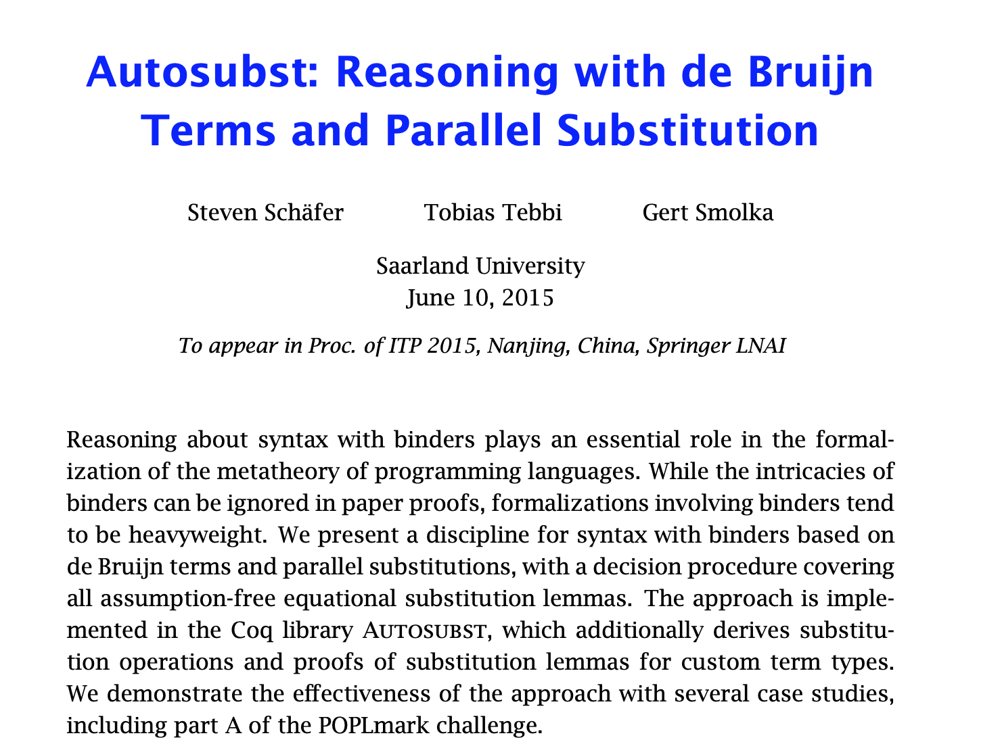 Autosubst: Reasoning with de Bruijn
Terms and Parallel Substitution
Steven Schäfer Tobias Tebbi Gert Smolka
Saarland University
June 10, 2015
To appear in Proc. of ITP 2015, Nanjing, China, Springer LNAI
Reasoning about syntax with binders plays an essential role in the formal-
ization of the metatheory of programming languages. While the intricacies of
binders can be ignored in paper proofs, formalizations involving binders tend
to be heavyweight. We present a discipline for syntax with binders based on
de Bruijn terms and parallel substitutions, with a decision procedure covering
all assumption-free equational substitution lemmas. The approach is imple-
mented in the Coq library AUTOSUBST, which additionally derives substitu-
tion operations and proofs of substitution lemmas for custom term types.
We demonstrate the effectiveness of the approach with several case studies,
including part A of the POPLmark challenge.